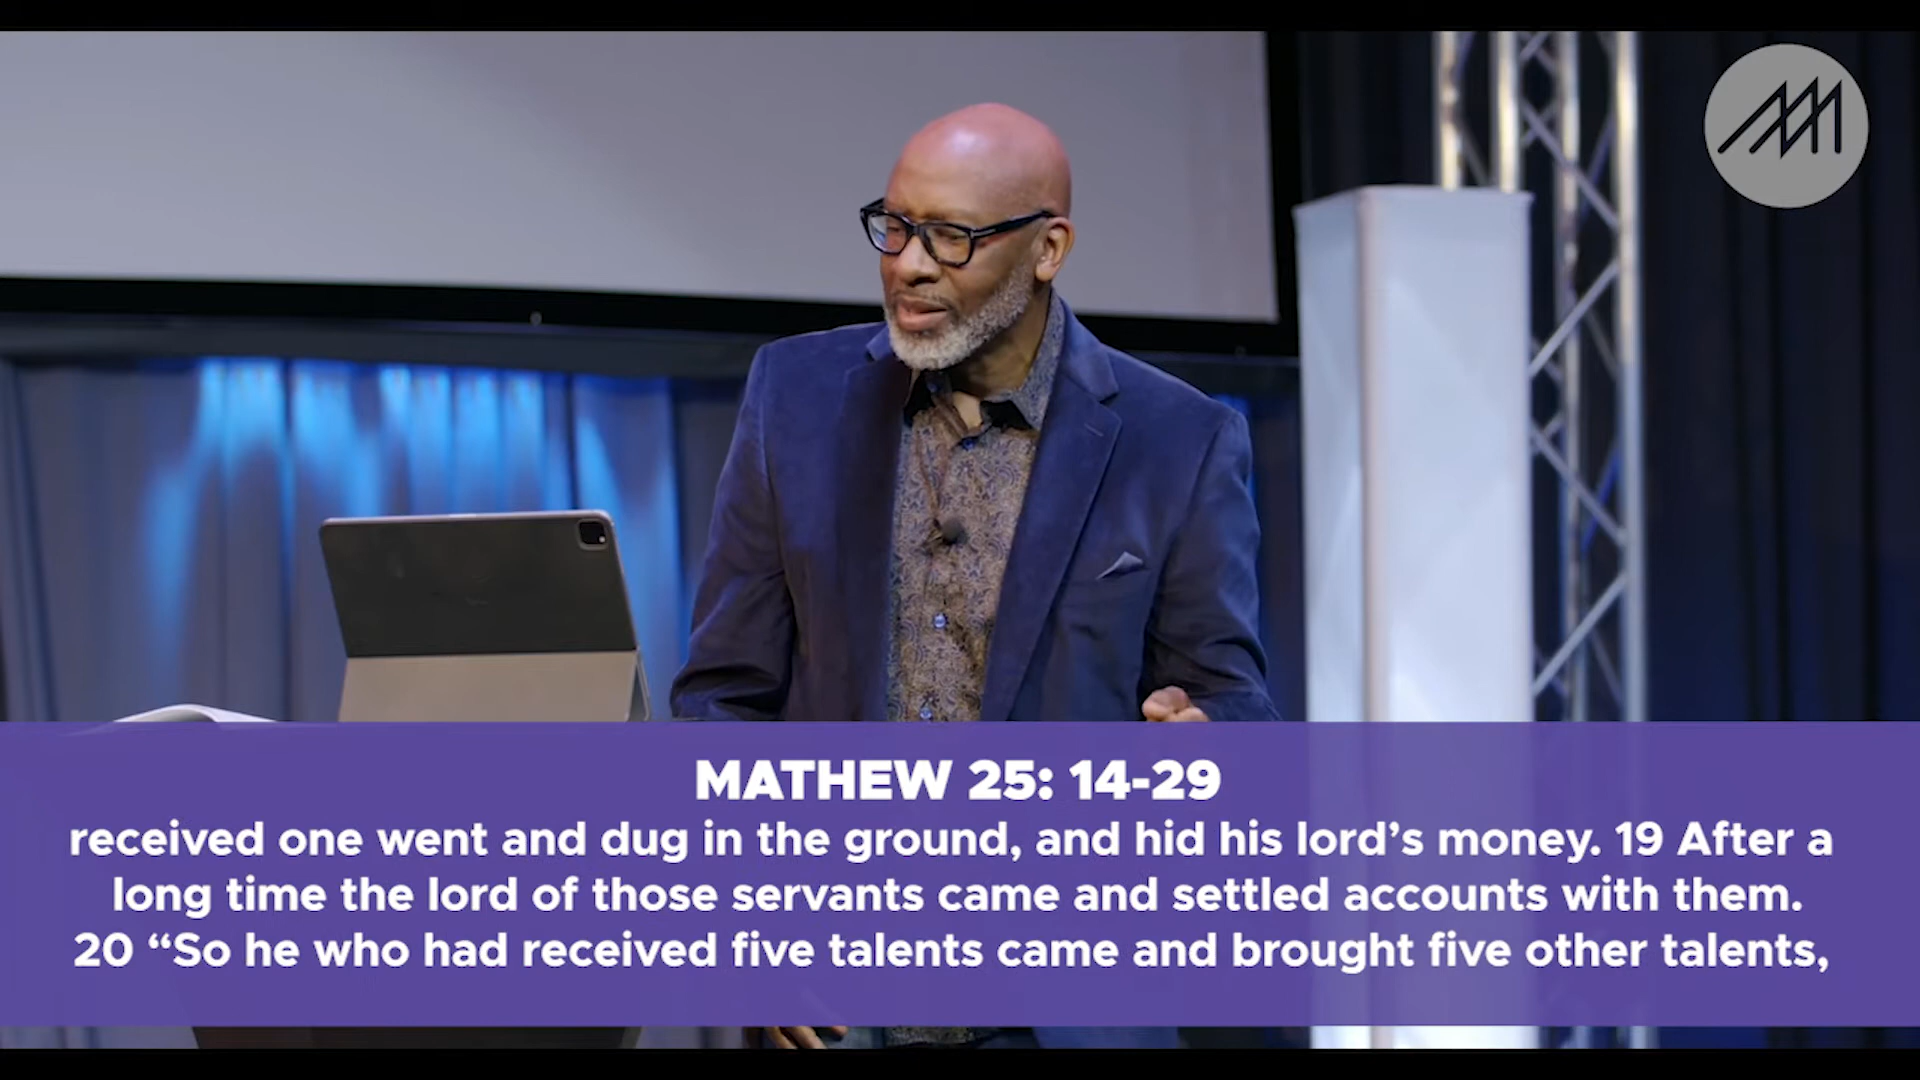 MATHEW 25: 14-29
received one went and dug in the ground, and hid his lord’s money. 19 After a
long time the lord of those servants came and settled accounts with them.
20 “So he who had received five talents came and brought five other talents,